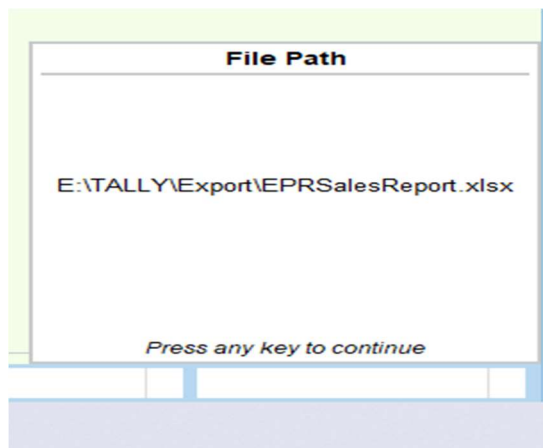 File Path
E:\TALLY\Export\EPRSalesReport.xlsx
Press any key to continue